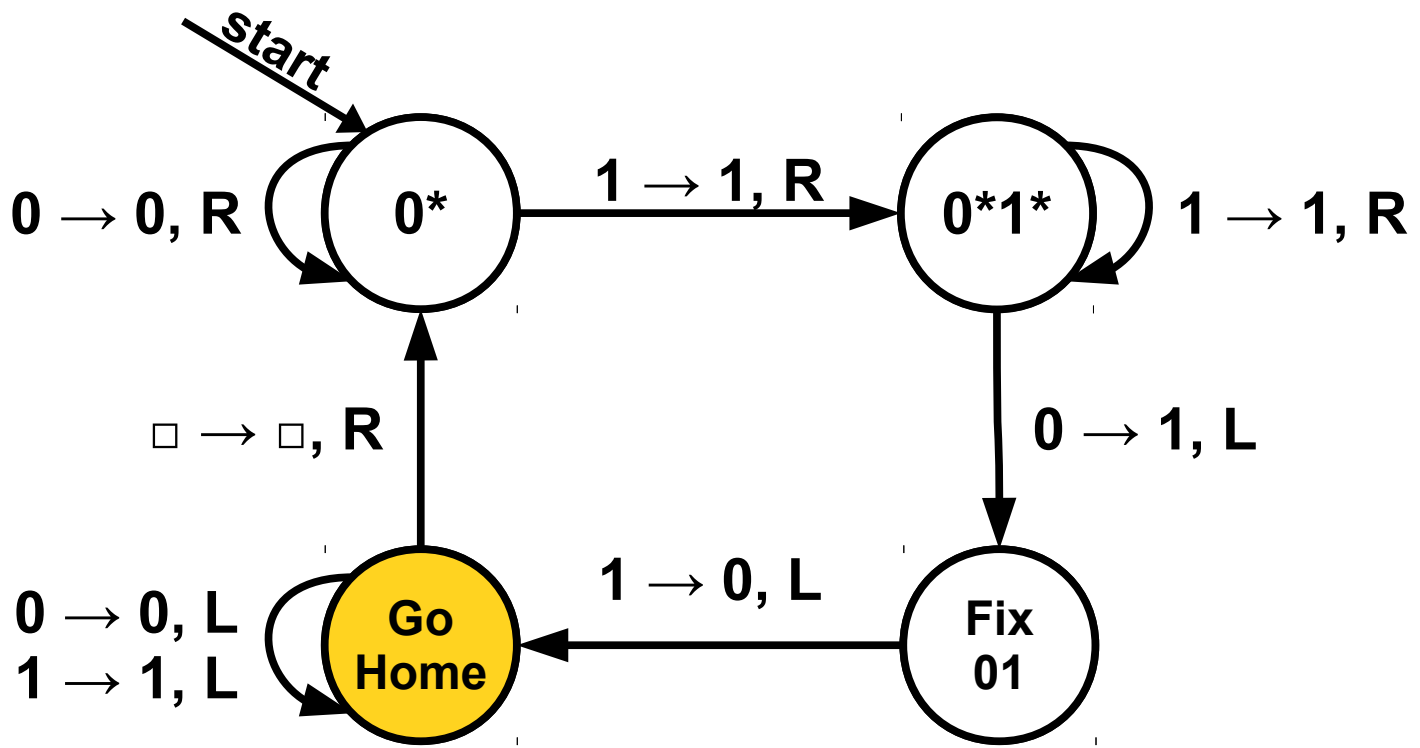 start
0 → 0, R
0*
1 → 1, R
0*1*
1 → 1, R
□ → □, R
0 → 1, L
0 → 0, L
1 → 1, L
Go
Home
1 → 0, L
Fix
01